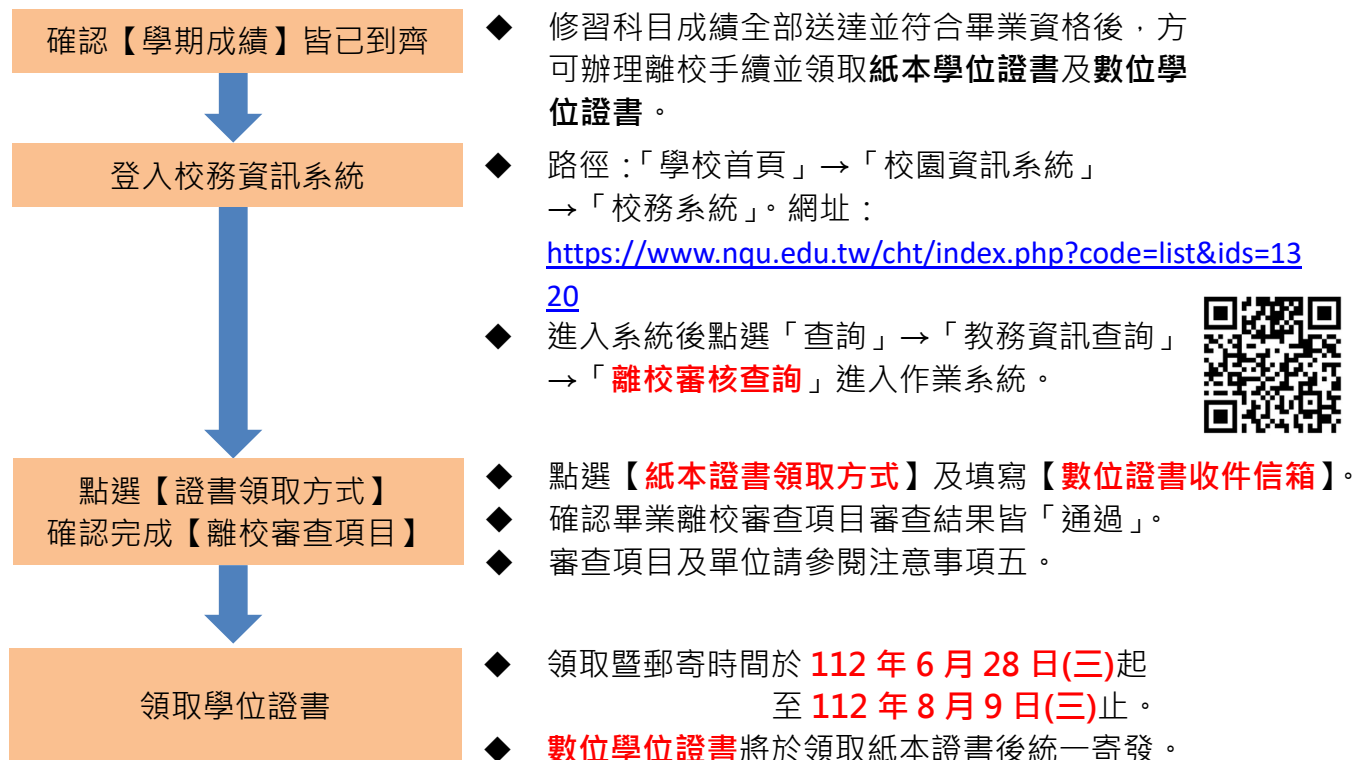 確認【學期成績】皆已到齊
◆ 修習科目成績全部送達並符合畢業資格後，方
可辦理離校手續並領取紙本學位證書及數位學
位證書。
登入校務資訊系統
◆ 路徑：「學校首頁」→「校園資訊系統」
→「校務系統」。網址：
https://www.nqu.edu.tw/cht/index.php?code=list&ids=13
20
◆ 進入系統後點選「查詢」→「教務資訊查詢」
→「離校審核查詢」進入作業系統。
點選【證書領取方式】
確認完成【離校審查項目】
◆ 點選【紙本證書領取方式】及填寫【數位證書收件信箱】。
◆ 確認畢業離校審查項目審查結果皆「通過」。
◆ 審查項目及單位請參閱注意事項五。
領取學位證書
◆ 領取暨郵寄時間於 112 年 6 月 28 日(三)起
至 112 年 8 月 9 日(三)止。
◆ 數位學位證書將於領取紙本證書後統一寄發。